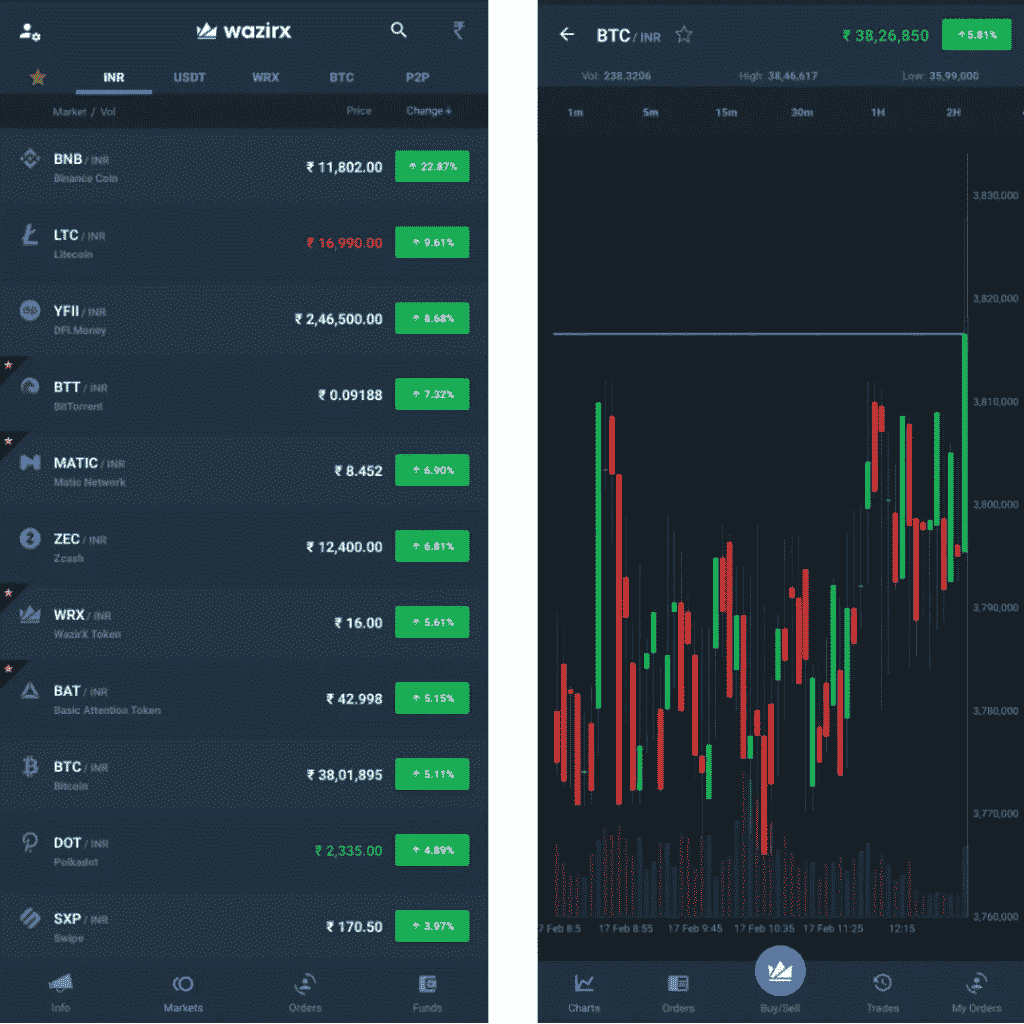 wazirx
₹
INR USDT WRX BTC P2P
Market / Vol Price Change
BNB / INR ₹ 11,802.00 ↑ 22.87%
Binance Coin
LTC / INR ₹ 16,990.00 ↑ 9.61%
Litecoin
YFII / INR ₹ 2,46,500.00 ↑ 8.68%
DFI.Money
BTT / INR ₹ 0.09188 ↑ 7.32%
BitTorrent
MATIC / INR ₹ 8.452 ↑ 6.90%
Matic Network
ZEC / INR ₹ 12,400.00 ↑ 6.81%
Zcash
WRX / INR ₹ 16.00 ↑ 5.61%
WazirX Token
BAT / INR ₹ 42.998 ↑ 5.15%
Basic Attention Token
BTC / INR ₹ 38,01,895 ↑ 5.11%
Bitcoin
DOT / INR ₹ 2,335.00 ↑ 4.89%
Polkadot
SXP / INR ₹ 170.50 ↑ 3.97%
Swipe
Info Markets Orders Funds
BTC / INR ₹ 38,26,850 ↑ 5.81%
Vol: 238.3206 High: 38,46,617 Low: 35,99,000
1m 5m 15m 30m 1H 2H
3,830,000
3,820,000
3,810,000
3,800,000
3,790,000
3,780,000
3,770,000
3,760,000
7 Feb 8:5 17 Feb 8:55 17 Feb 9:45 17 Feb 10:35 17 Feb 11:25 12:15
Charts Orders Buy/Sell Trades My Orders